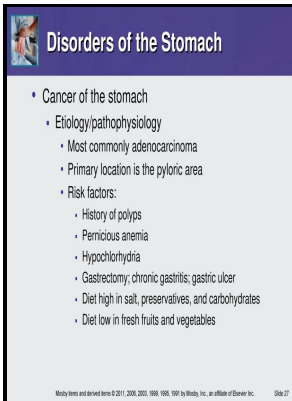 Disorders of the Stomach
• Cancer of the stomach
▪ Etiology/pathophysiology
• Most commonly adenocarcinoma
• Primary location is the pyloric area
• Risk factors:
▪ History of polyps
▪ Pernicious anemia
▪ Hypochlorhydria
▪ Gastrectomy; chronic gastritis; gastric ulcer
▪ Diet high in salt, preservatives, and carbohydrates
▪ Diet low in fresh fruits and vegetables
Mosby items and derived items © 2011, 2006, 2003, 1999, 1995, 1991 by Mosby, Inc., an affiliate of Elsevier Inc. Slide 27